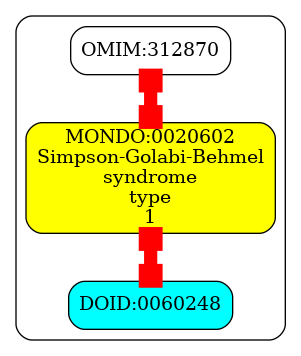 OMIM:312870
MONDO:0020602
Simpson-Golabi-Behmel
syndrome
type
1
DOID:0060248